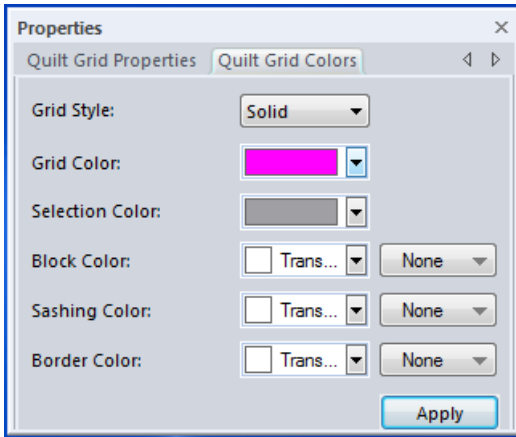 Properties
Quilt Grid Properties Quilt Grid Colors
Grid Style: Solid
Grid Color:
Selection Color:
Block Color: Trans... None
Sashing Color: Trans... None
Border Color: Trans... None
Apply